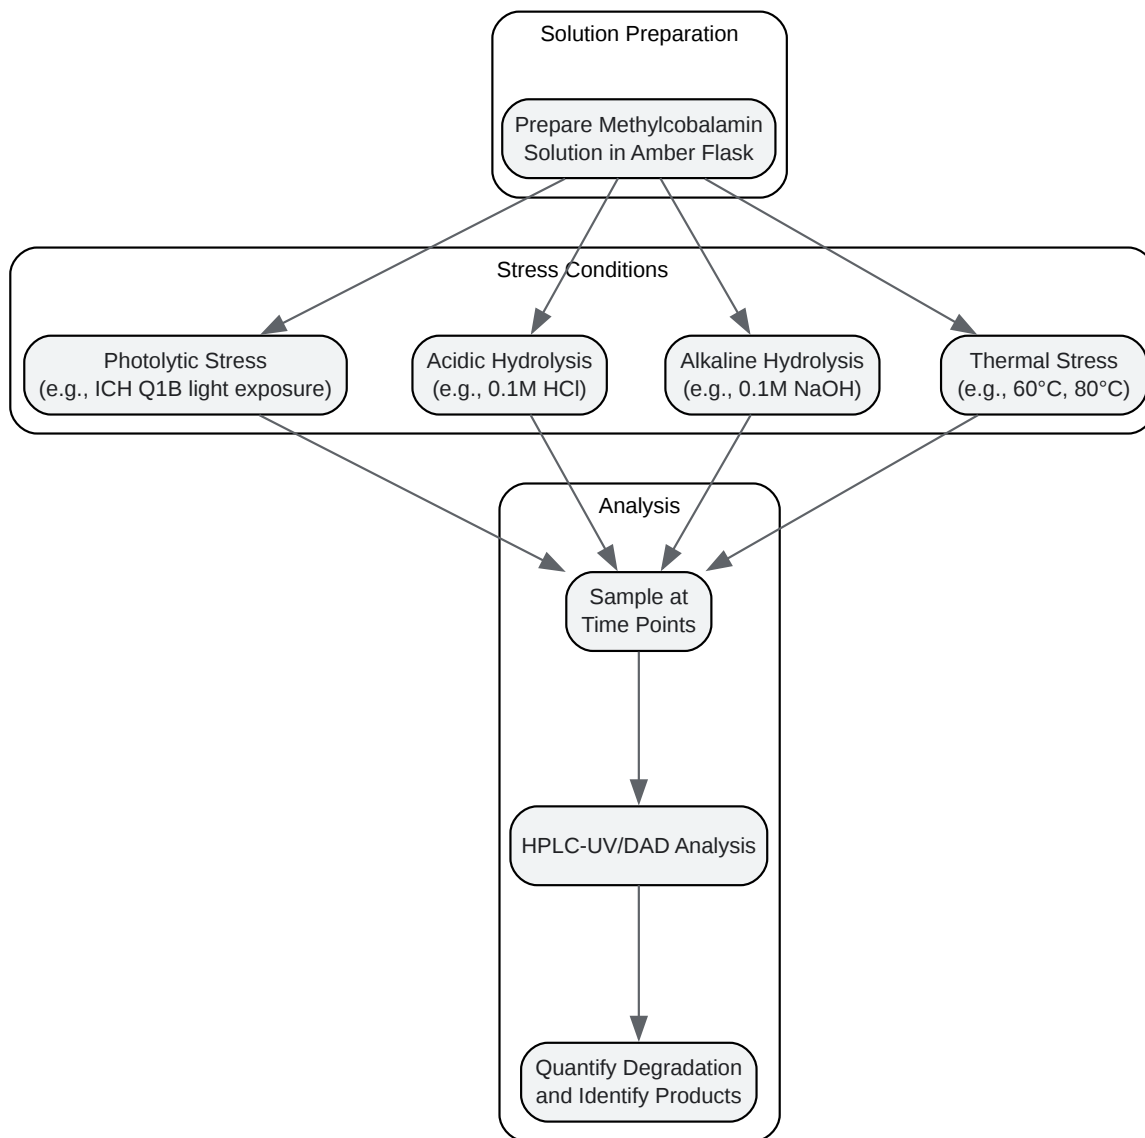 Solution Preparation
Prepare Methylcobalamin
Solution in Amber Flask
Stress Conditions
Photolytic Stress
(e.g., ICH Q1B light exposure)
Acidic Hydrolysis
(e.g., 0.1M HCl)
Alkaline Hydrolysis
(e.g., 0.1M NaOH)
Thermal Stress
(e.g., 60°C, 80°C)
Analysis
Sample at
Time Points
HPLC-UV/DAD Analysis
Quantify Degradation
and Identify Products